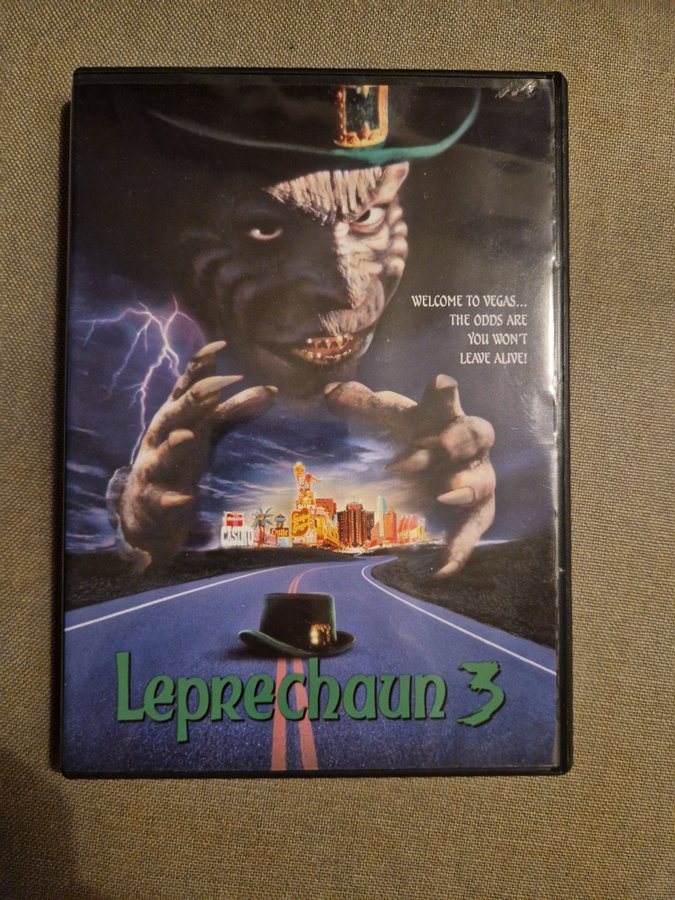 WELCOME TO VEGAS...
THE ODDS ARE
YOU WON'T
LEAVE ALIVE!
CASINO
LEPRECHAUN 3